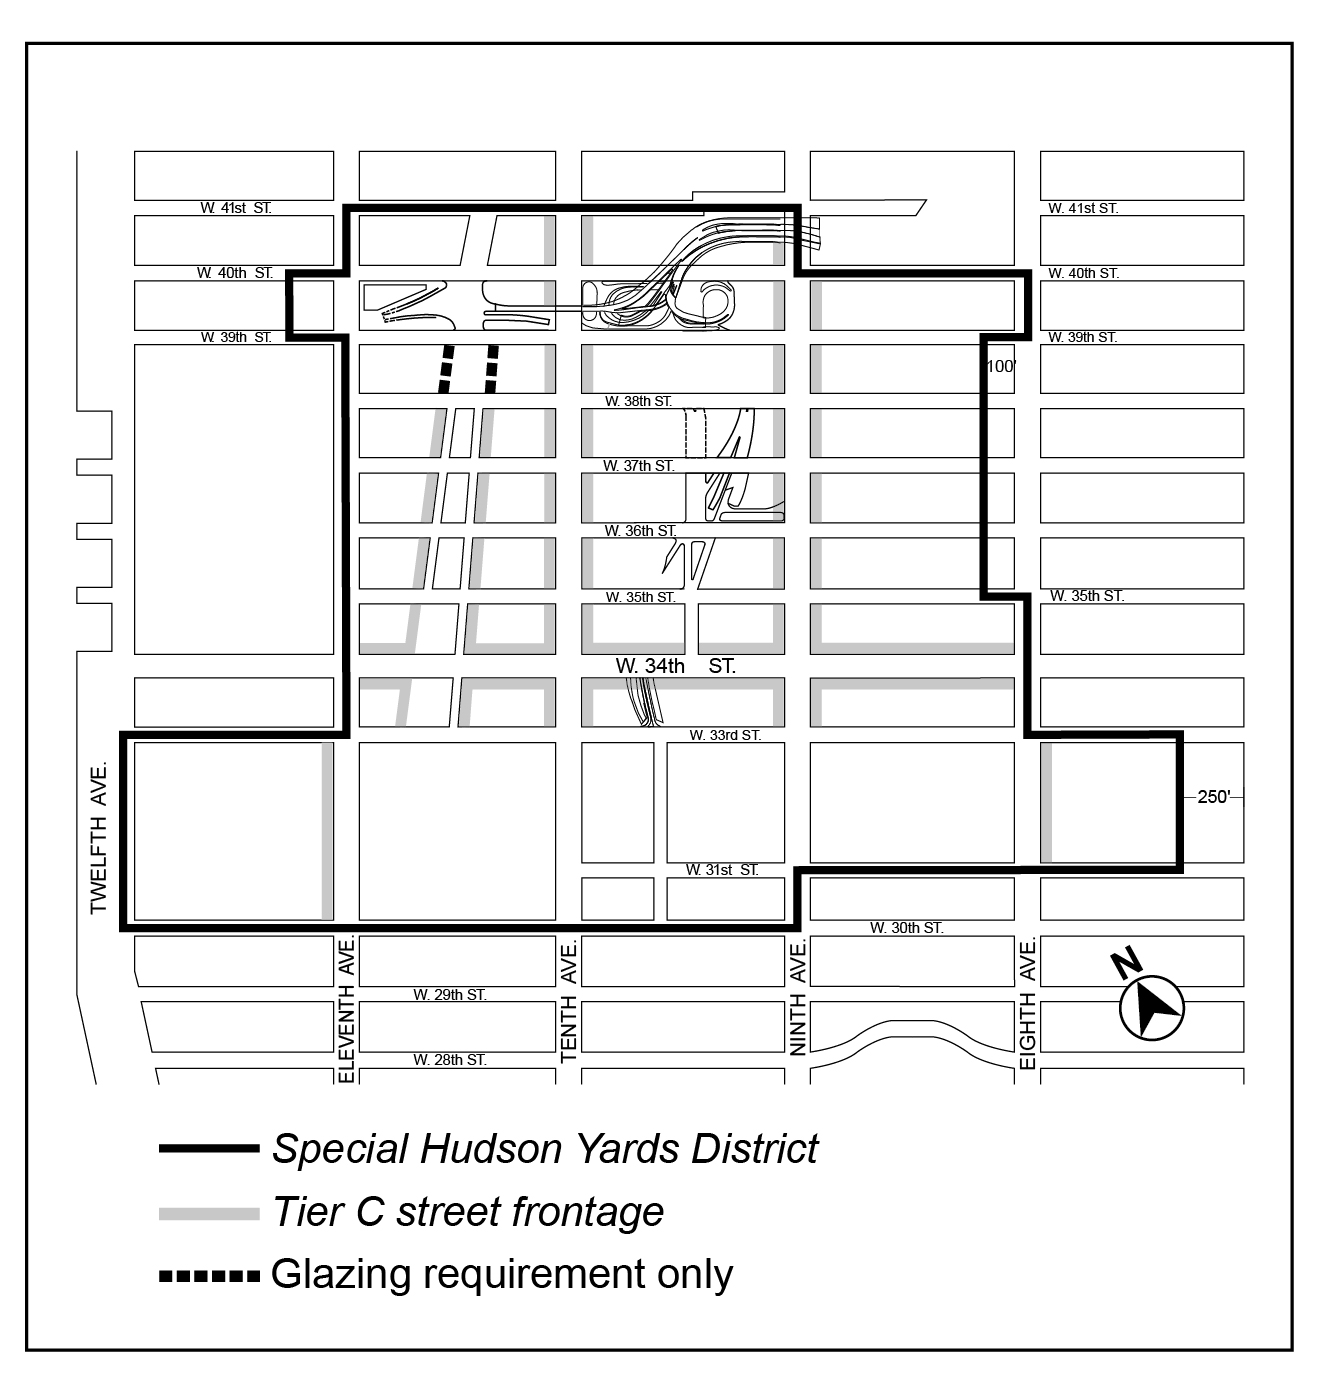 W. 41st ST.
W. 41st ST.
W. 40th ST.
W. 40th ST.
W. 39th ST.
W. 39th ST.
100'
W. 38th ST.
W. 37th ST.
W. 36th ST.
W. 35th ST.
W. 35th ST.
W. 34th ST.
W. 33rd ST.
TWELFTH AVE.
250'
W. 31st ST.
W. 30th ST.
ELEVENTH AVE.
TENTH AVE.
NINTH AVE.
EIGHTH AVE.
N
W. 29th ST.
W. 28th ST.
Special Hudson Yards District
Tier C street frontage
Glazing requirement only